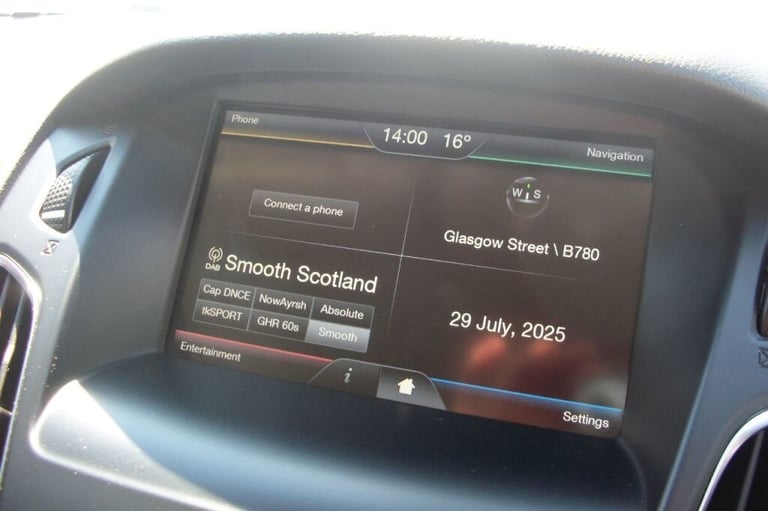 Phone
14:00 16°
Navigation
W S
Connect a phone
Glasgow Street \ B780
DAB
Smooth Scotland
Cap DNCE NowAyrsh Absolute
tkSPORT GHR 60s Smooth
29 July, 2025
Entertainment
i
Settings